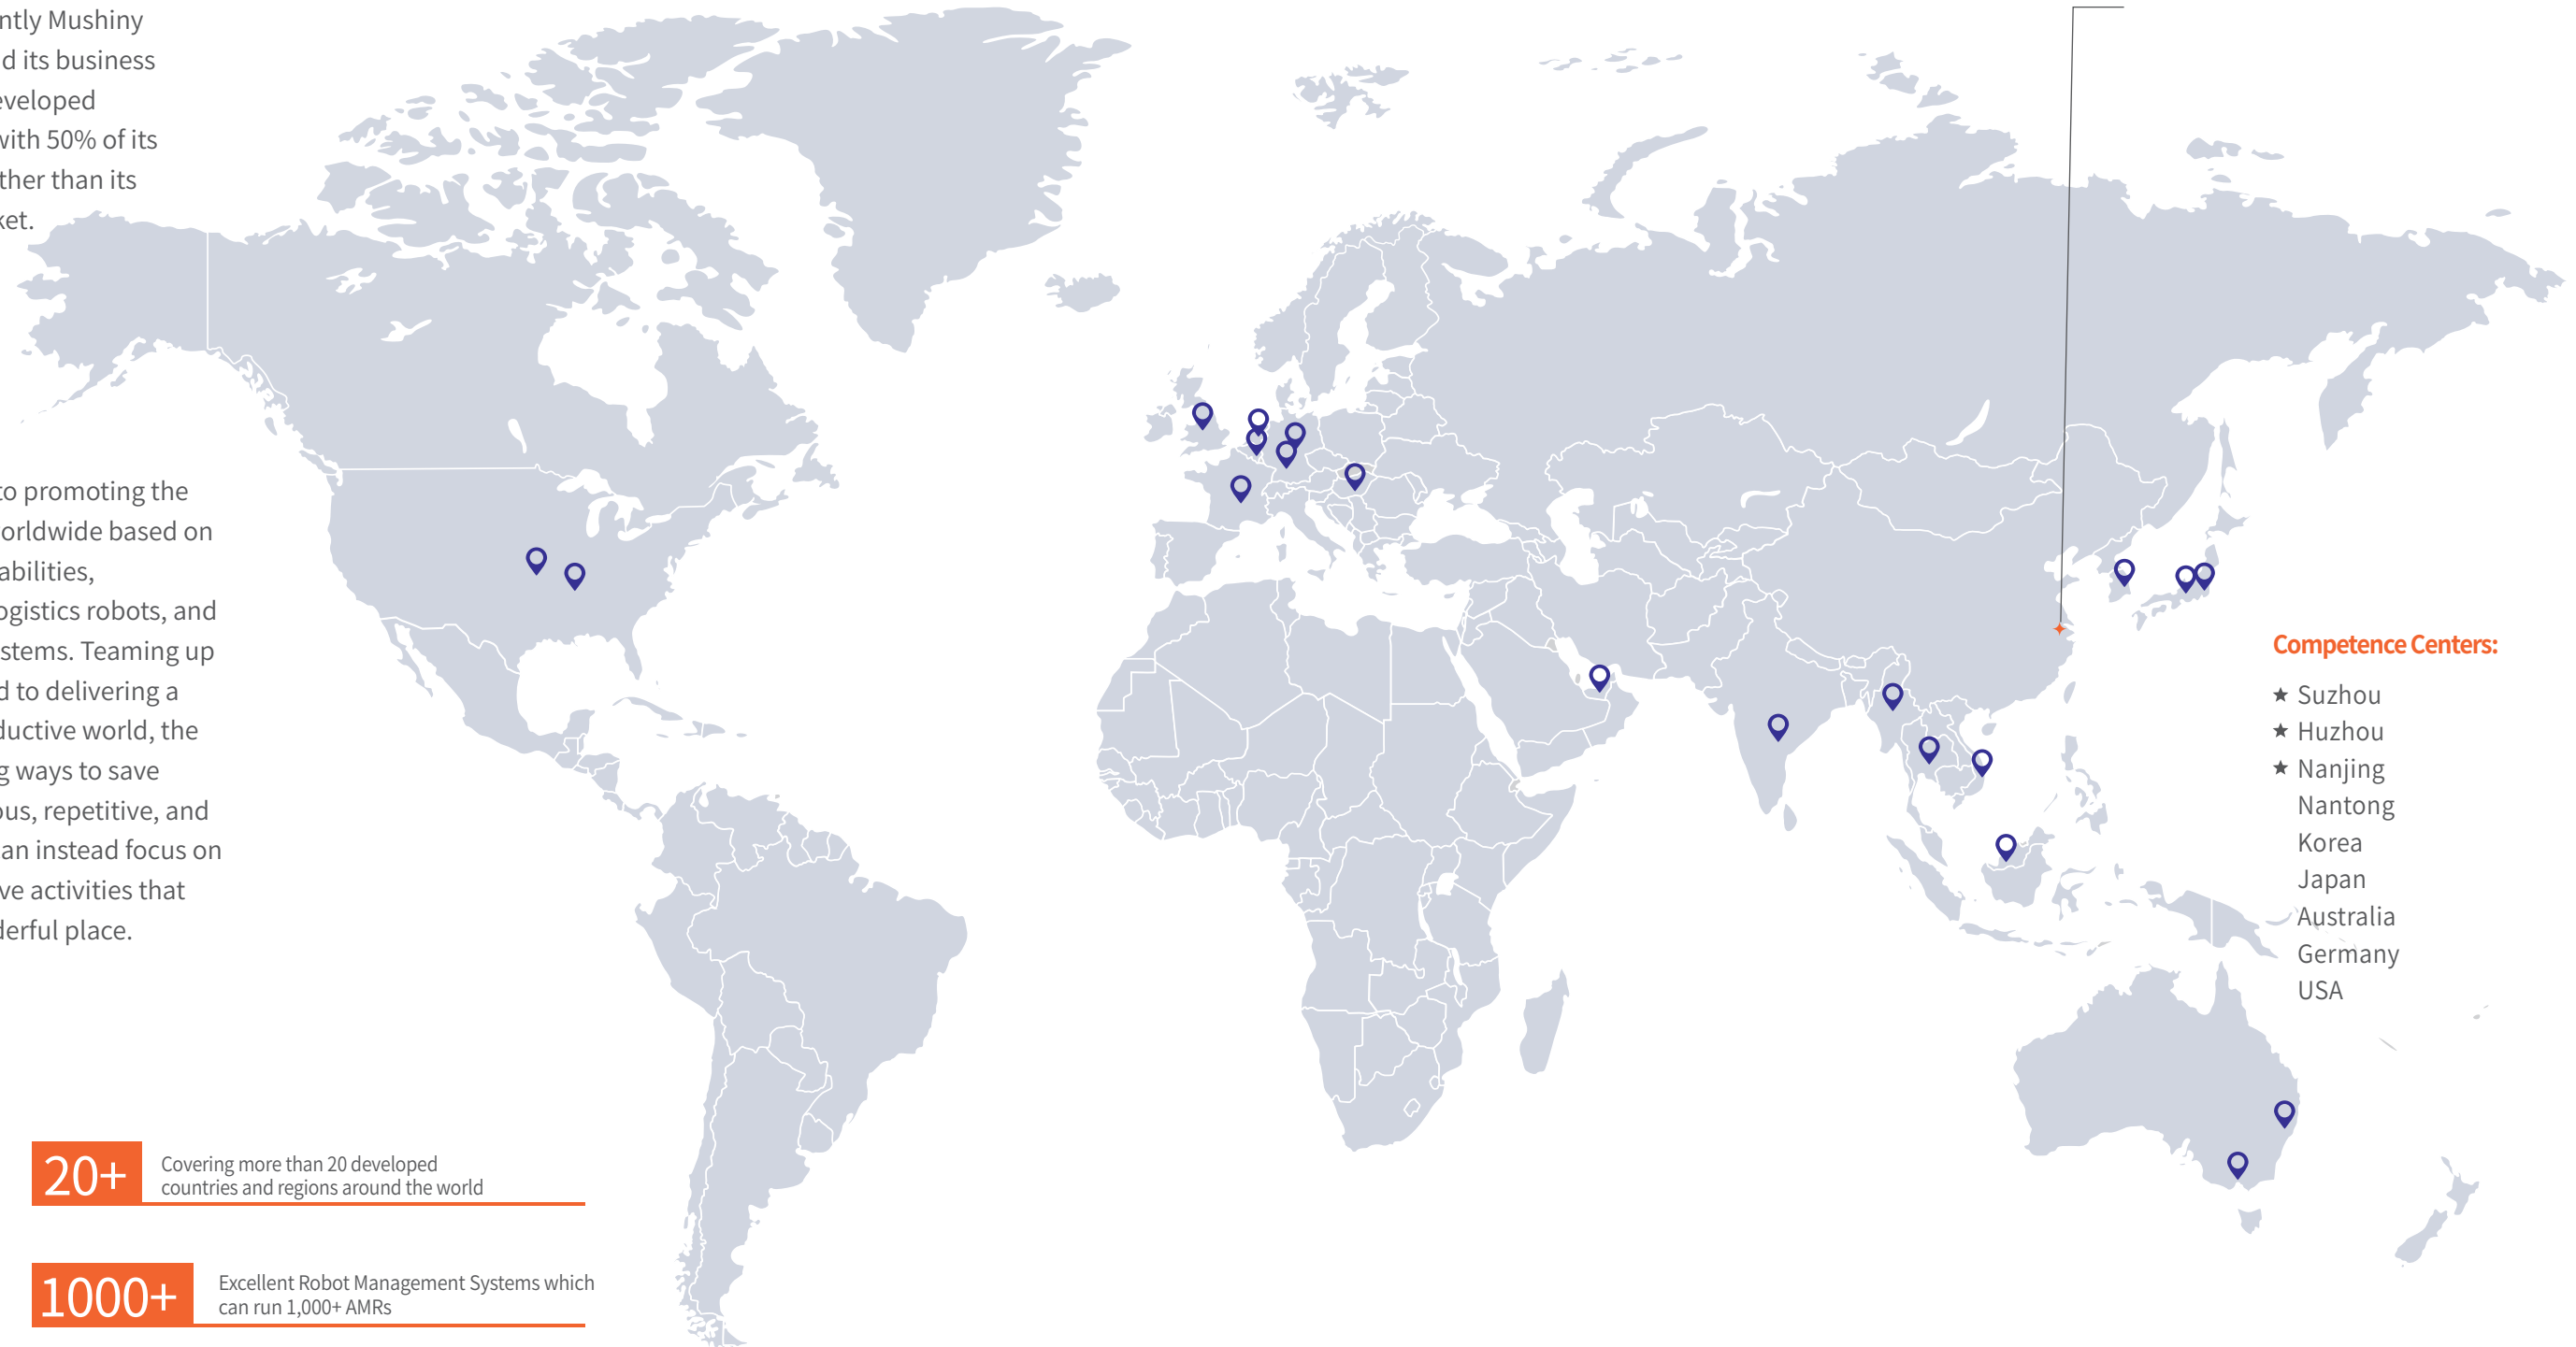 ntly Mushiny
d its business
eveloped
with 50% of its
ther than its
ket.
to promoting the
worldwide based on
abilities,
ogistics robots, and
stems. Teaming up
d to delivering a
ductive world, the
g ways to save
ous, repetitive, and
an instead focus on
ve activities that
derful place.
20+
Covering more than 20 developed
countries and regions around the world
1000+
Excellent Robot Management Systems which
can run 1,000+ AMRs
Competence Centers:
★ Suzhou
★ Huzhou
★ Nanjing
Nantong
Korea
Japan
Australia
Germany
USA